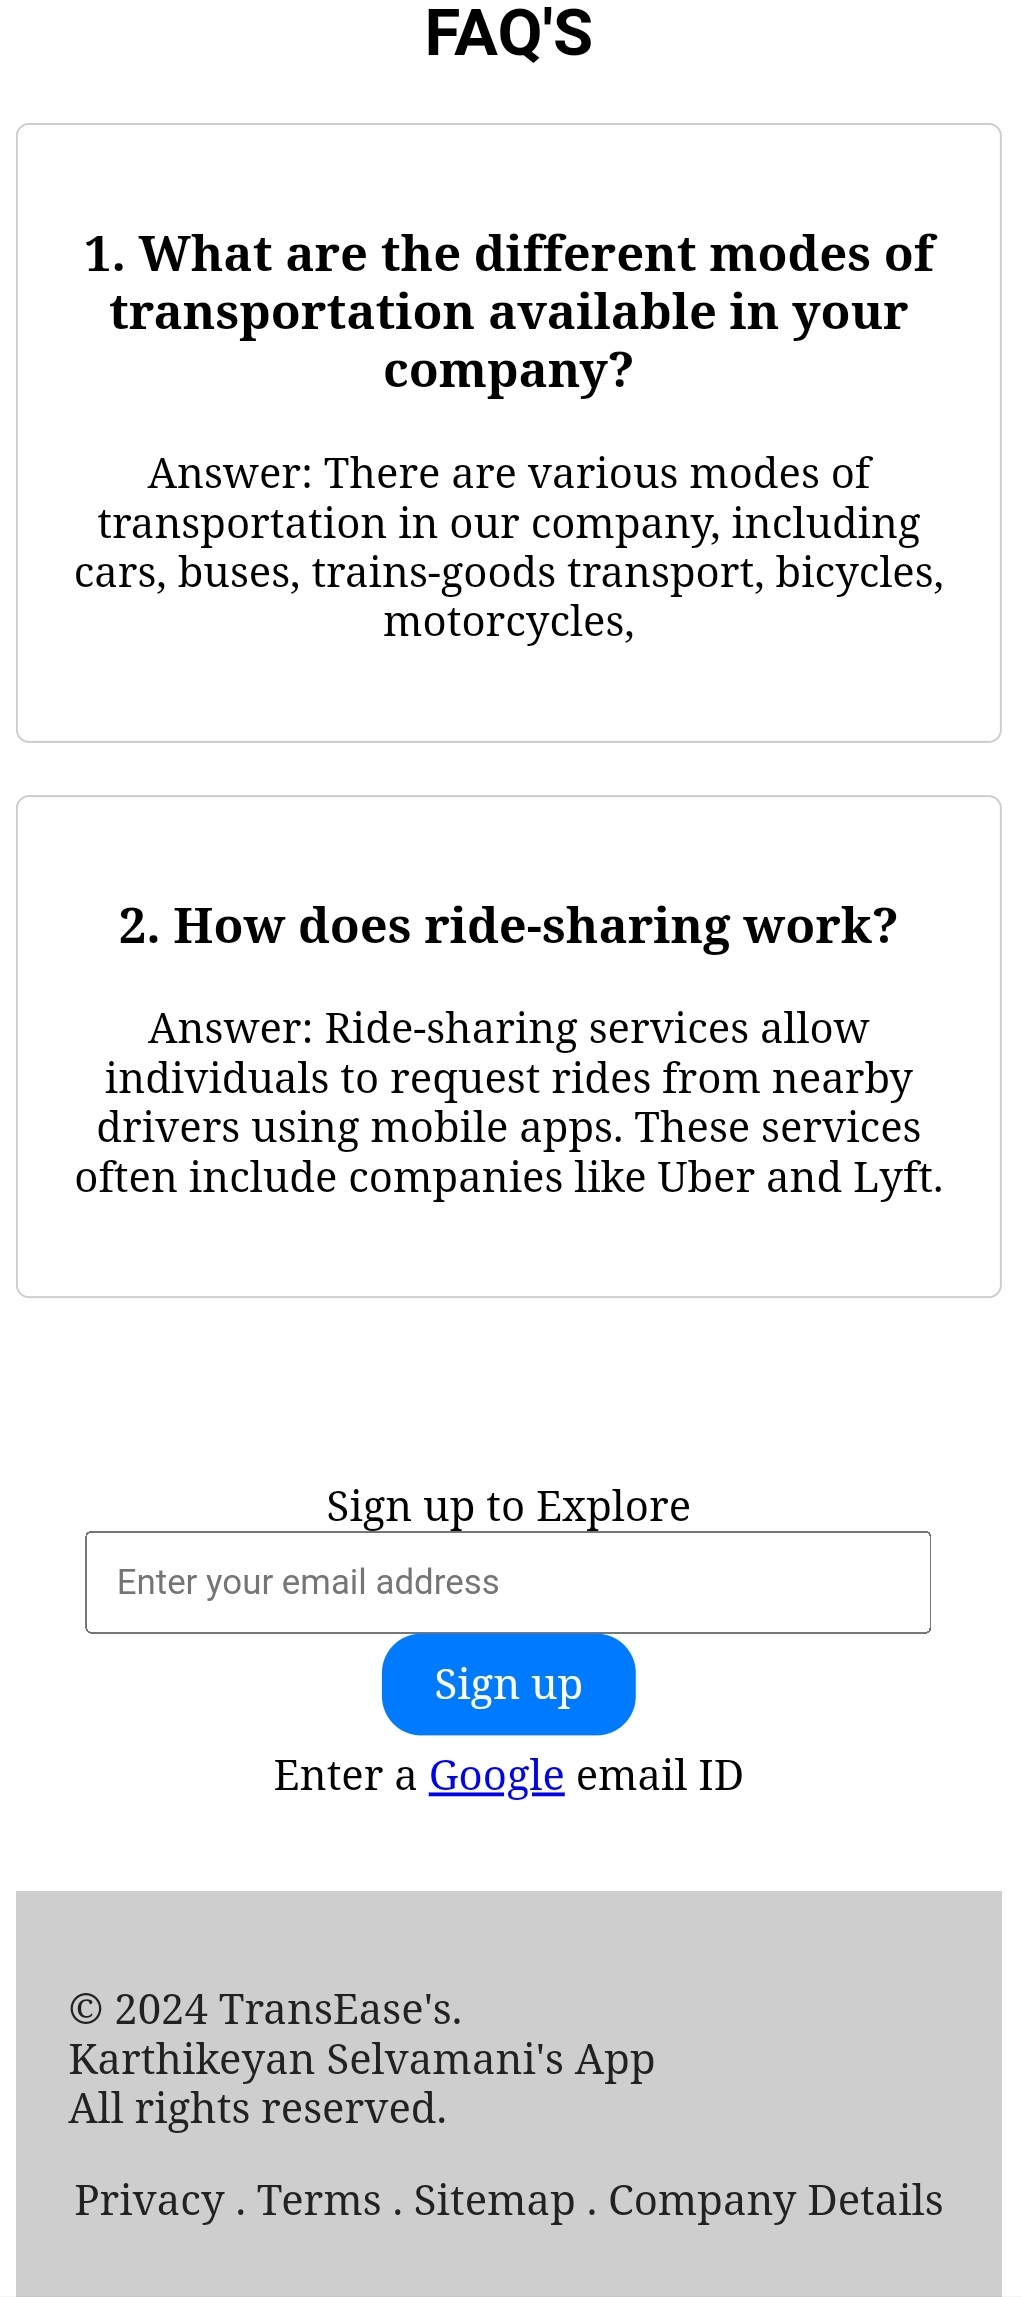 FAQ'S
1. What are the different modes of
transportation available in your
company?
Answer: There are various modes of
transportation in our company, including
cars, buses, trains-goods transport, bicycles,
motorcycles,
2. How does ride-sharing work?
Answer: Ride-sharing services allow
individuals to request rides from nearby
drivers using mobile apps. These services
often include companies like Uber and Lyft.
Sign up to Explore
Enter your email address
Sign up
Enter a Google email ID
© 2024 TransEase's.
Karthikeyan Selvamani's App
All rights reserved.
Privacy . Terms . Sitemap . Company Details